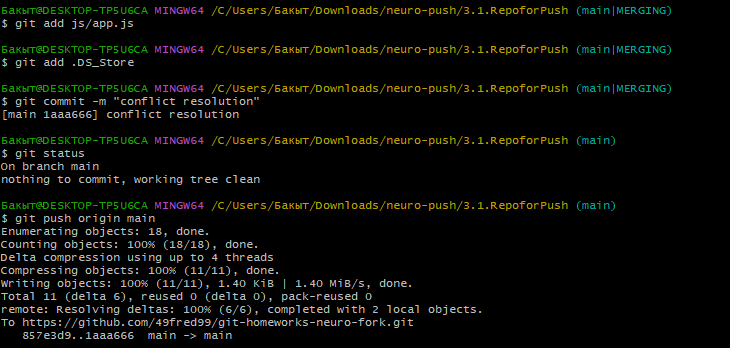 Бакыт@DESKTOP-TP5U6CA MINGW64 /C/Users/Бакыт/Downloads/neuro-push/3.1.RepoforPush (main|MERGING)
$ git add js/app.js
Бакыт@DESKTOP-TP5U6CA MINGW64 /C/Users/Бакыт/Downloads/neuro-push/3.1.RepoforPush (main|MERGING)
$ git add .DS_Store
Бакыт@DESKTOP-TP5U6CA MINGW64 /C/Users/Бакыт/Downloads/neuro-push/3.1.RepoforPush (main|MERGING)
$ git commit -m "conflict resolution"
[main 1aaa666] conflict resolution
Бакыт@DESKTOP-TP5U6CA MINGW64 /C/Users/Бакыт/Downloads/neuro-push/3.1.RepoforPush (main)
$ git status
On branch main
nothing to commit, working tree clean
Бакыт@DESKTOP-TP5U6CA MINGW64 /C/Users/Бакыт/Downloads/neuro-push/3.1.RepoforPush (main)
$ git push origin main
Enumerating objects: 18, done.
Counting objects: 100% (18/18), done.
Delta compression using up to 4 threads
Compressing objects: 100% (11/11), done.
Writing objects: 100% (11/11), 1.40 KiB | 1.40 MiB/s, done.
Total 11 (delta 6), reused 0 (delta 0), pack-reused 0
remote: Resolving deltas: 100% (6/6), completed with 2 local objects.
To https://github.com/49fred99/git-homeworks-neuro-fork.git
   857e3d9..1aaa666  main -> main